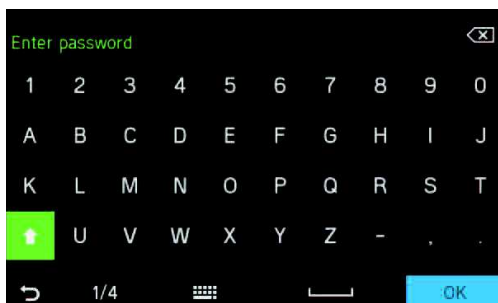 Enter password
1 2 3 4 5 6 7 8 9 0
A B C D E F G H I J
K L M N O P Q R S T
U V W X Y Z - , .
1/4 OK